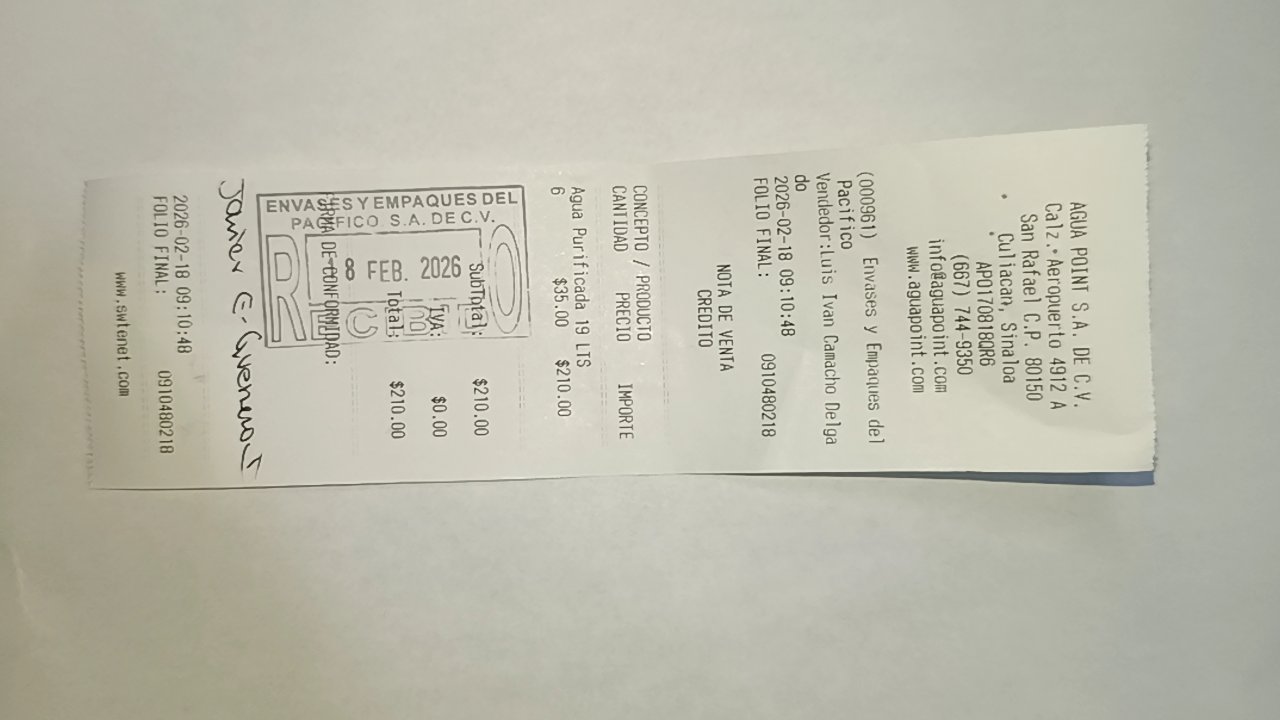 AGUA POINT S.A. DE C.V.
Calz. Aeropuerto 4912 A
San Rafael C.P. 80150
. Culiacan, Sinaloa
.
APO170818QR6
(667) 744-9350
info@aguapoint.com
www.aguapoint.com
(000961) Envases y Empaques del
Pacifico
Vendedor:Luis Ivan Camacho Delga
do
2026-02-18 09:10:48
FOLIO FINAL: 0910480218
NOTA DE VENTA
CREDITO
CONCEPTO / PRODUCTO
CANTIDAD PRECIO IMPORTE
Agua Purificada 19 LTS
6 $35.00 $210.00
SubTotal: $210.00
IVA: $0.00
Total: $210.00
ENVASES Y EMPAQUES DEL
PACIFICO S.A. DE C.V.
8 FEB. 2026
FIRMA DE CONFORMIDAD:
Javier E.
2026-02-18 09:10:48
FOLIO FINAL: 0910480218
www.swtenet.com